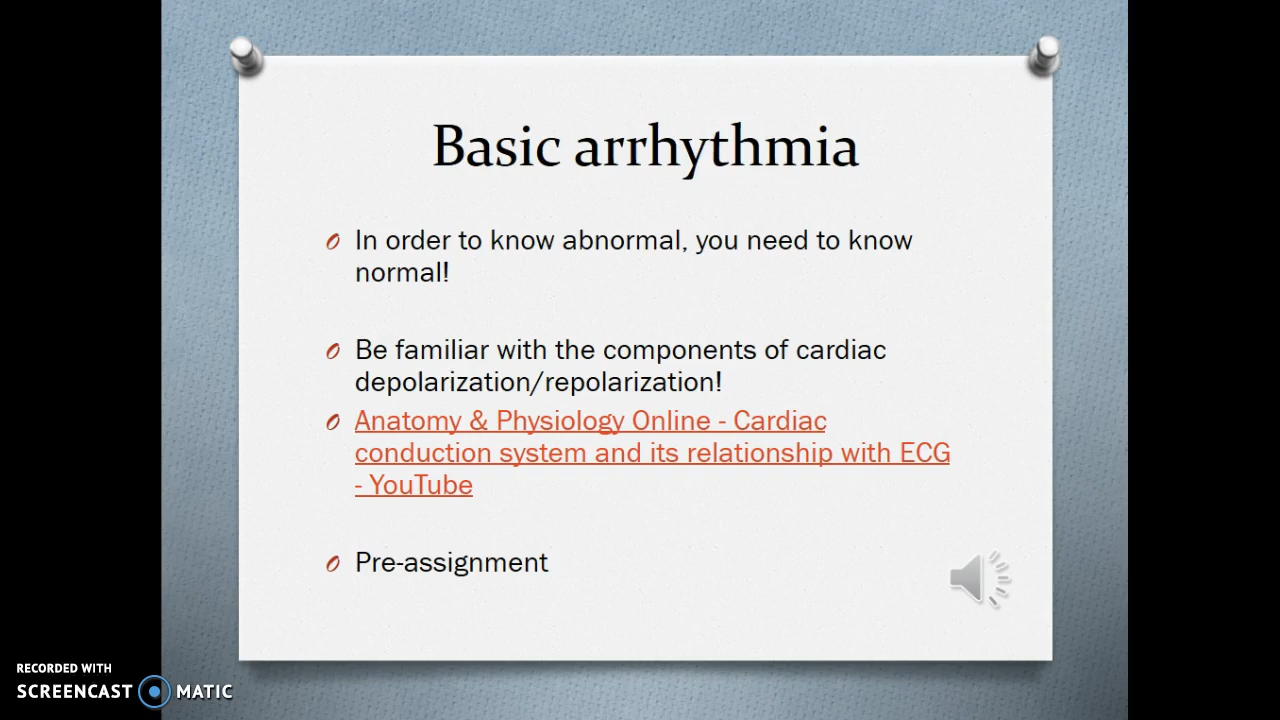 Basic arrhythmia
In order to know abnormal, you need to know
normal!
Be familiar with the components of cardiac
depolarization/repolarization!
Anatomy & Physiology Online - Cardiac
conduction system and its relationship with ECG
- YouTube
Pre-assignment
RECORDED WITH
SCREENCAST MATIC